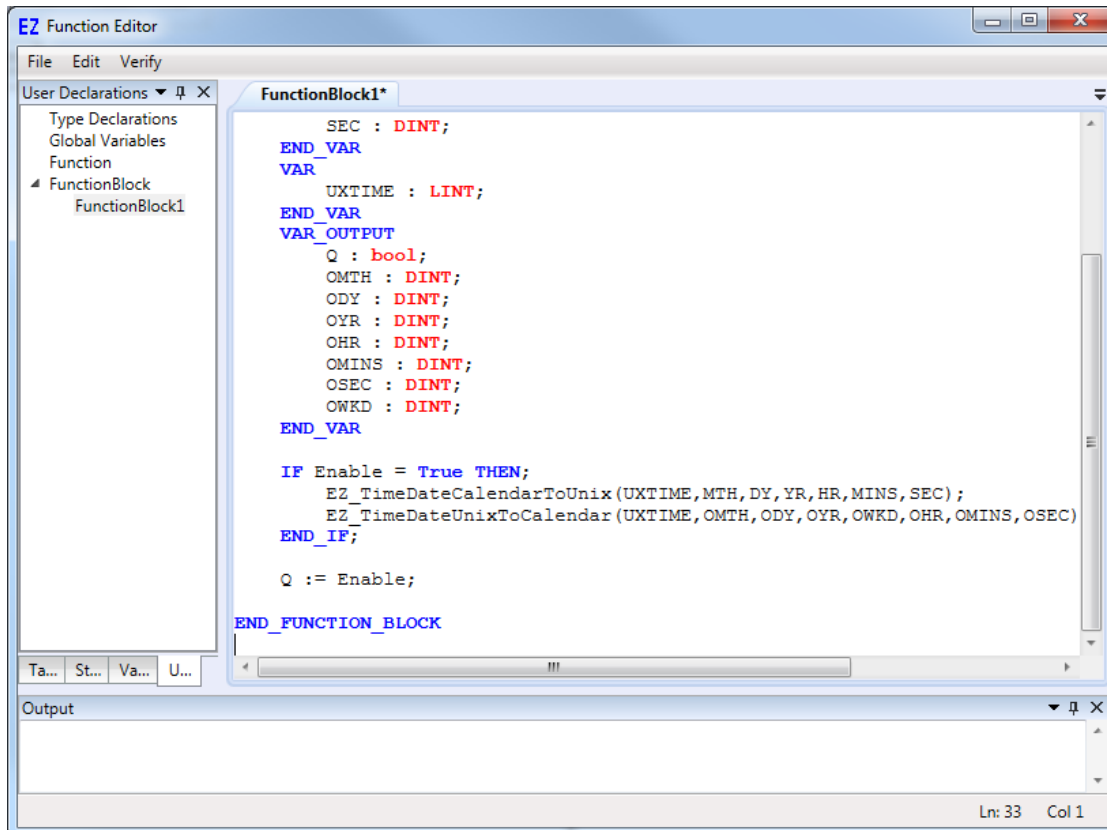 EZ Function Editor
File Edit Verify
User Declarations
Type Declarations
Global Variables
Function
FunctionBlock
FunctionBlock1
FunctionBlock1*
SEC : DINT;
END_VAR
VAR
UXTIME : LINT;
END_VAR
VAR_OUTPUT
Q : bool;
OMTH : DINT;
ODY : DINT;
OYR : DINT;
OHR : DINT;
OMINS : DINT;
OSEC : DINT;
OWKD : DINT;
END_VAR
IF Enable = True THEN;
EZ_TimeDateCalendarToUnix(UXTIME,MTH,DY,YR,HR,MINS,SEC);
EZ_TimeDateUnixToCalendar(UXTIME,OMTH,ODY,OYR,OWKD,OHR,OMINS,OSEC)
END_IF;
Q := Enable;
END_FUNCTION_BLOCK
Ta... St... Va... U...
Output
Ln: 33 Col 1